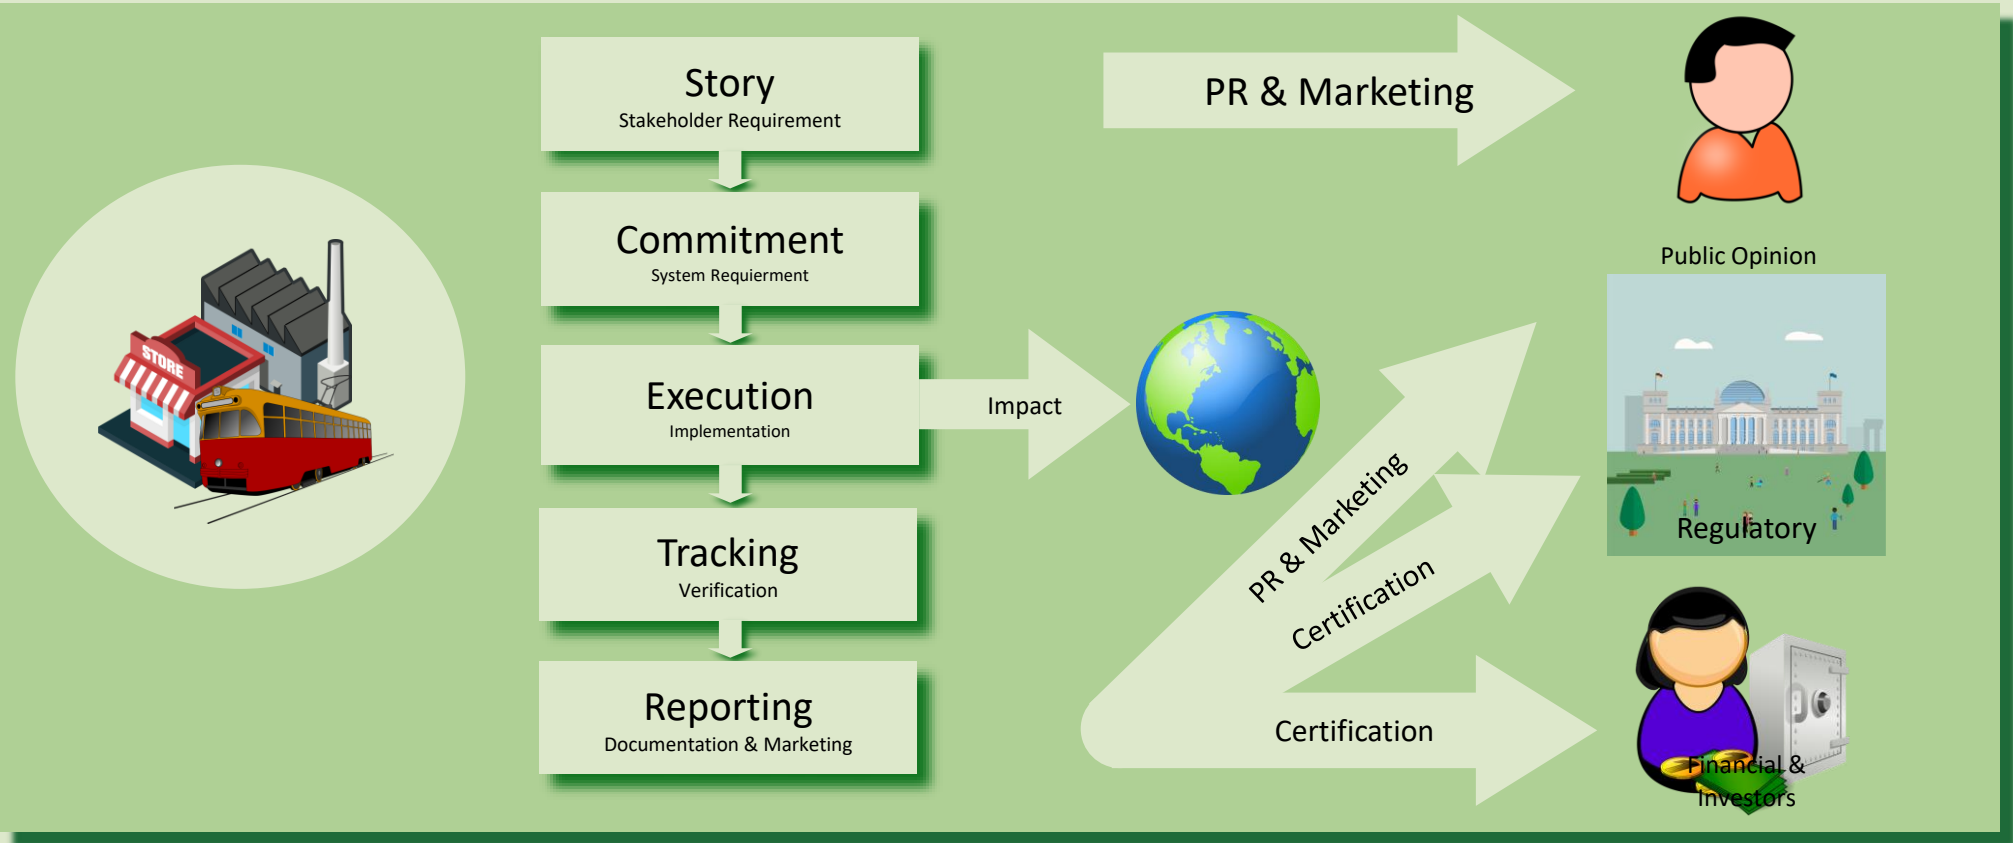 STORE
Story
Stakeholder Requirement
Commitment
System Requierment
Execution
Implementation
Tracking
Verification
Reporting
Documentation & Marketing
Impact
PR & Marketing
Public Opinion
PR & Marketing
Certification
Regulatory
Certification
Financial &
Investors